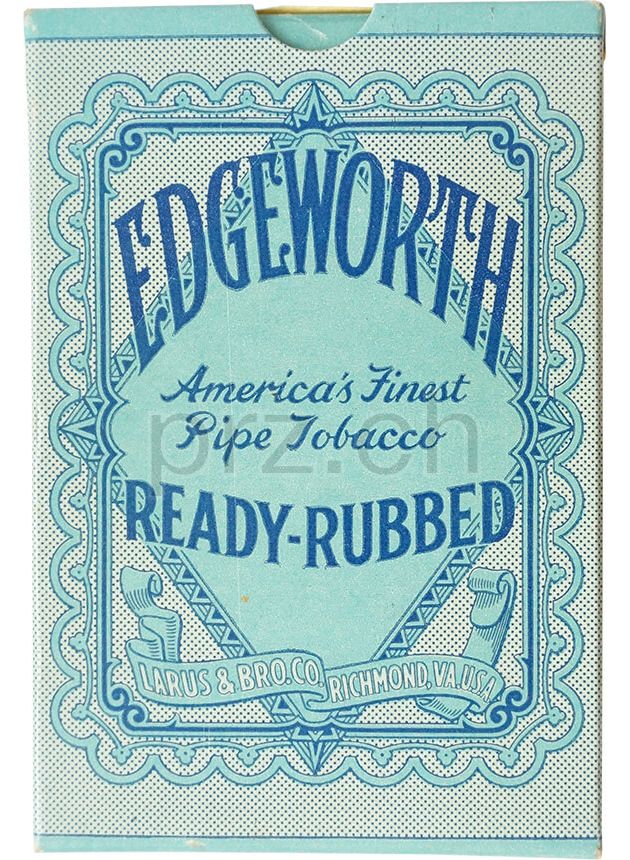 EDGEWORTH
America's Finest
Pipe Tobacco
prz.ch
READY-RUBBED
LARUS & BRO. CO. RICHMOND, VA. U.S.A.